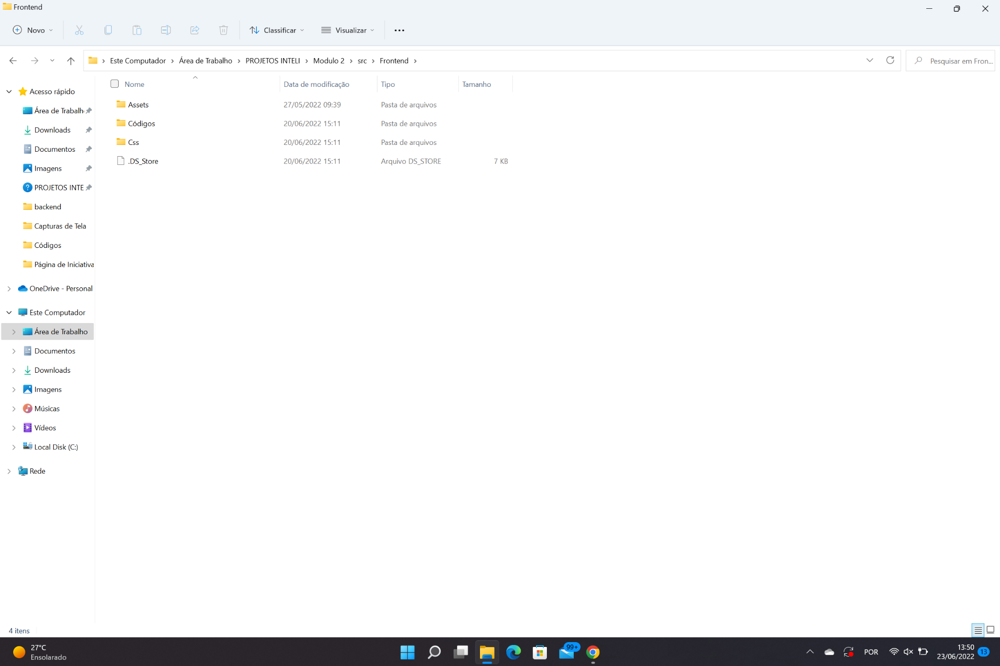 Frontend
Novo
Classificar
Visualizar
Este Computador
Área de Trabalho
PROJETOS INTELI
Modulo 2
src
Frontend
Pesquisar em Fron...
Nome
Data de modificação
Tipo
Tamanho
Assets 27/05/2022 09:39 Pasta de arquivos
Códigos 20/06/2022 15:11 Pasta de arquivos
Css 20/06/2022 15:11 Pasta de arquivos
.DS_Store 20/06/2022 15:11 Arquivo DS_STORE 7 KB
Acesso rápido
Área de Trabalh
Downloads
Documentos
Imagens
PROJETOS INTE
backend
Capturas de Tela
Códigos
Página de Iniciativa
OneDrive - Personal
Este Computador
Área de Trabalho
Documentos
Downloads
Imagens
Músicas
Vídeos
Local Disk (C:)
Rede
4 itens
27°C
Ensolarado
99+
POR
13:50
23/06/2022
13